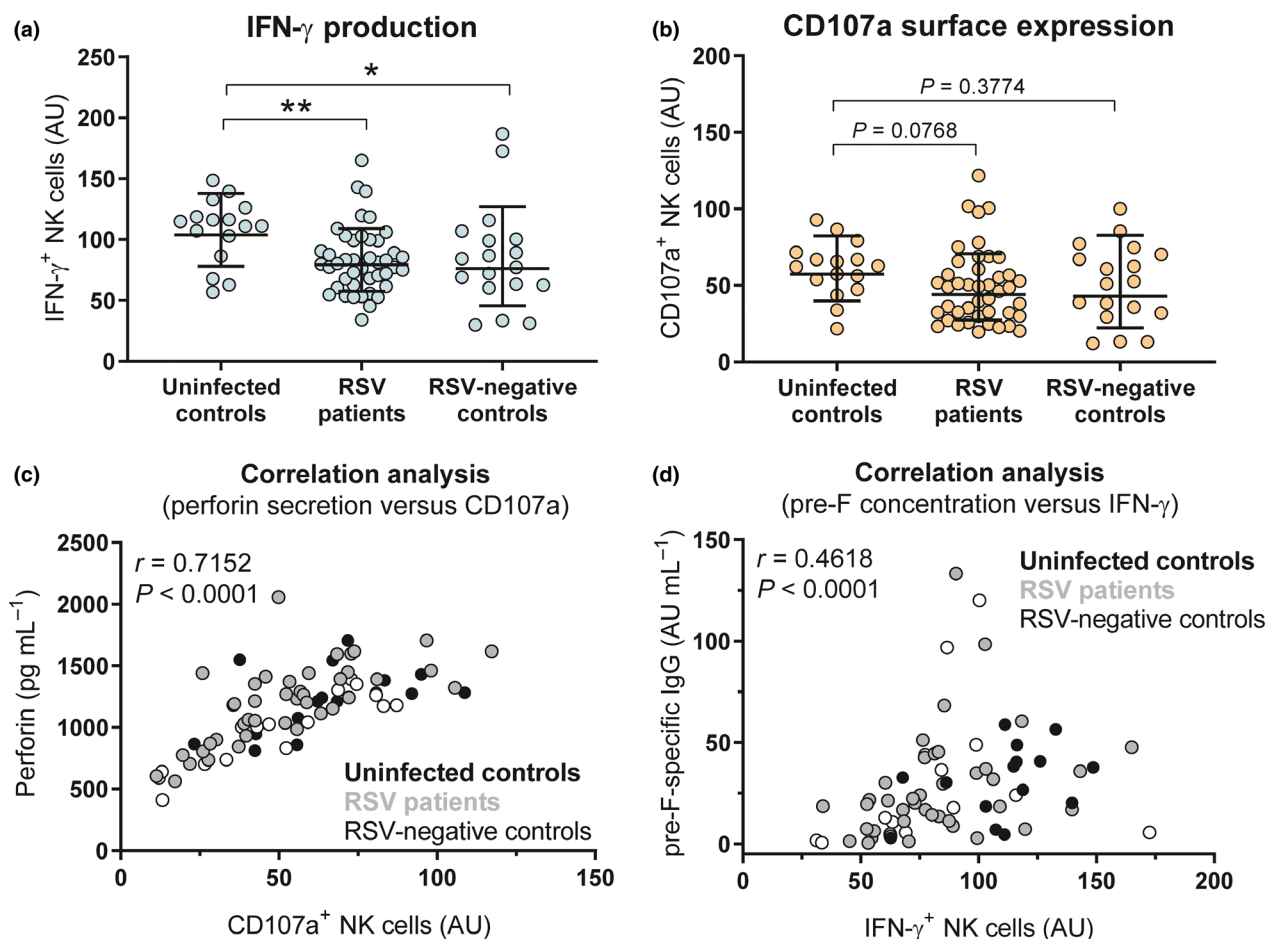 (a)
IFN-γ production
IFN-γ⁺ NK cells (AU)
250
200
150
100
50
0
*
**
Uninfected controls
RSV patients
RSV-negative controls
(b)
CD107a surface expression
CD107a⁺ NK cells (AU)
200
150
100
50
0
P = 0.3774
P = 0.0768
Uninfected controls
RSV patients
RSV-negative controls
(c)
Correlation analysis
(perforin secretion versus CD107a)
Perforin (pg mL⁻¹)
2500
2000
1500
1000
500
0
r = 0.7152
P < 0.0001
Uninfected controls
RSV patients
RSV-negative controls
0 50 100 150
CD107a⁺ NK cells (AU)
(d)
Correlation analysis
(pre-F concentration versus IFN-γ)
pre-F-specific IgG (AU mL⁻¹)
150
100
50
0
r = 0.4618
P < 0.0001
Uninfected controls
RSV patients
RSV-negative controls
0 50 100 150 200
IFN-γ⁺ NK cells (AU)